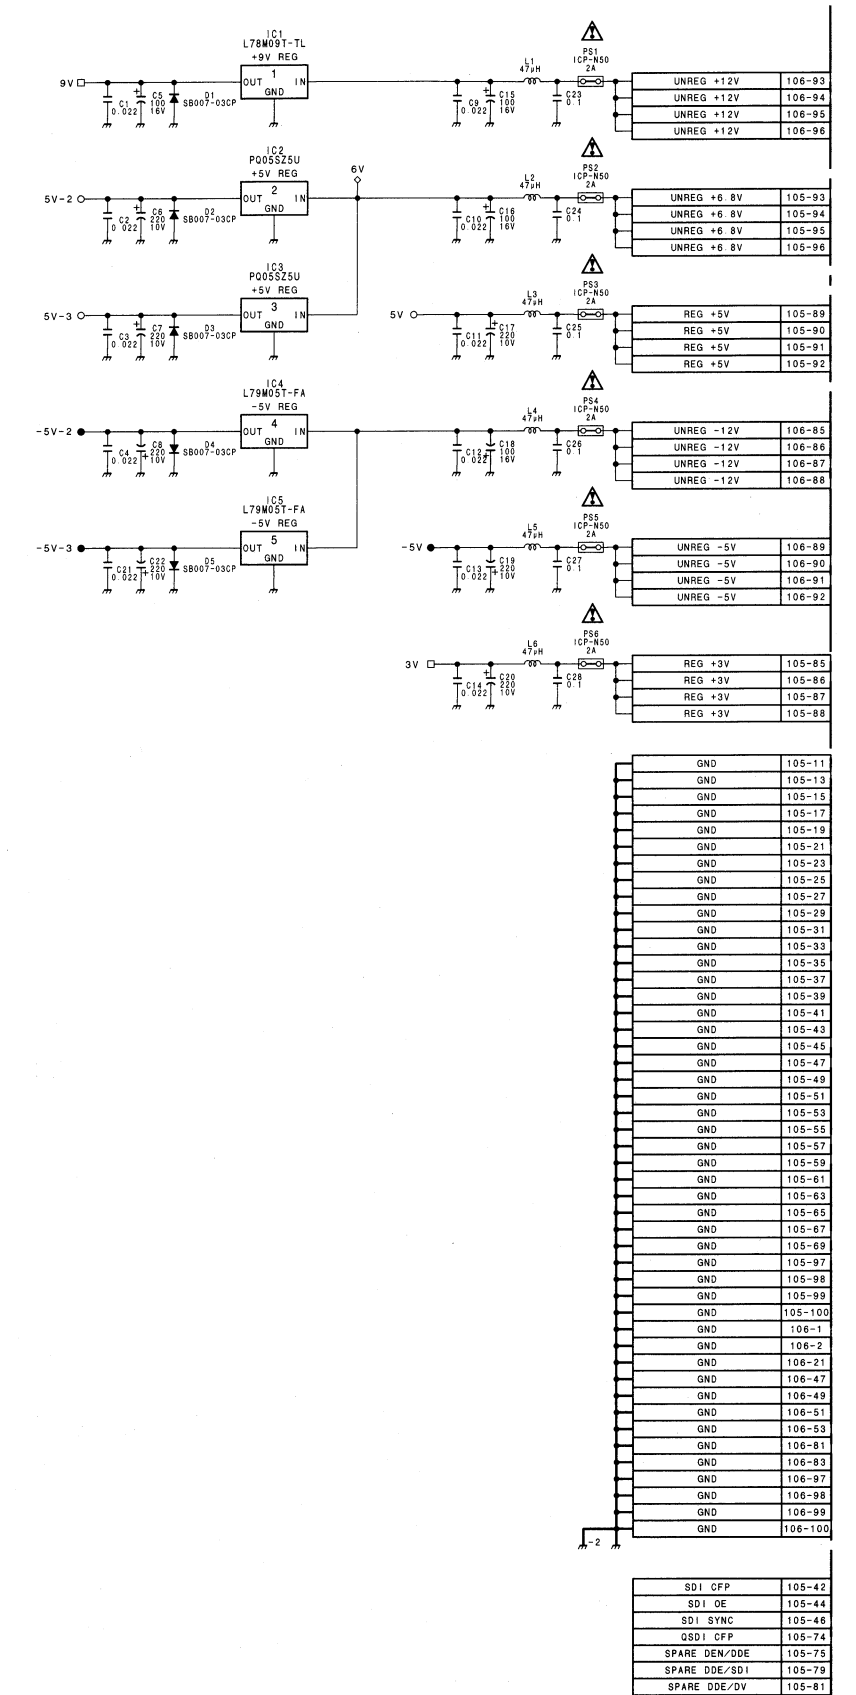 IC1
L78M09T-TL
+9V REG
9V
OUT 1 IN
GND
C1
0.022
C5
100
16V
D1
SB007-03CP
C9
0.022
C15
100
16V
L1
47μH
C23
0.1
PS1
ICP-N50
2A
UNREG +12V 106-93
UNREG +12V 106-94
UNREG +12V 106-95
UNREG +12V 106-96
IC2
PQ05SZ5U
+5V REG
6V
5V-2
OUT 2 IN
GND
C2
0.022
C6
220
10V
D2
SB007-03CP
C10
0.022
C16
100
16V
L2
47μH
C24
0.1
PS2
ICP-N50
2A
UNREG +6.8V 105-93
UNREG +6.8V 105-94
UNREG +6.8V 105-95
UNREG +6.8V 105-96
IC3
PQ05SZ5U
+5V REG
5V-3
OUT 3 IN
GND
C3
0.022
C7
220
10V
D3
SB007-03CP
5V
C11
0.022
C17
220
10V
L3
47μH
C25
0.1
PS3
ICP-N50
2A
REG +5V 105-89
REG +5V 105-90
REG +5V 105-91
REG +5V 105-92
IC4
L79M05T-FA
-5V REG
-5V-2
OUT 4 IN
GND
C4
0.022
C8
220
10V
D4
SB007-03CP
C12
0.022
C18
100
16V
L4
47μH
C26
0.1
PS4
ICP-N50
2A
UNREG -12V 106-85
UNREG -12V 106-86
UNREG -12V 106-87
UNREG -12V 106-88
IC5
L79M05T-FA
-5V REG
-5V-3
OUT 5 IN
GND
C21
0.022
C22
220
10V
D5
SB007-03CP
-5V
C13
0.022
C19
220
10V
L5
47μH
C27
0.1
PS5
ICP-N50
2A
UNREG -5V 106-89
UNREG -5V 106-90
UNREG -5V 106-91
UNREG -5V 106-92
3V
C14
0.022
C20
220
10V
L6
47μH
C28
0.1
PS6
ICP-N50
2A
REG +3V 105-85
REG +3V 105-86
REG +3V 105-87
REG +3V 105-88
GND 105-11
GND 105-13
GND 105-15
GND 105-17
GND 105-19
GND 105-21
GND 105-23
GND 105-25
GND 105-27
GND 105-29
GND 105-31
GND 105-33
GND 105-35
GND 105-37
GND 105-39
GND 105-41
GND 105-43
GND 105-45
GND 105-47
GND 105-49
GND 105-51
GND 105-53
GND 105-55
GND 105-57
GND 105-59
GND 105-61
GND 105-63
GND 105-65
GND 105-67
GND 105-69
GND 105-97
GND 105-98
GND 105-99
GND 105-100
GND 106-1
GND 106-2
GND 106-21
GND 106-47
GND 106-49
GND 106-51
GND 106-53
GND 106-81
GND 106-83
GND 106-97
GND 106-98
GND 106-99
GND 106-100
-2
SDI CFP 105-42
SDI OE 105-44
SDI SYNC 105-46
QSDI CFP 105-74
SPARE DEN/DDE 105-75
SPARE DDE/SDI 105-79
SPARE DDE/DV 105-81